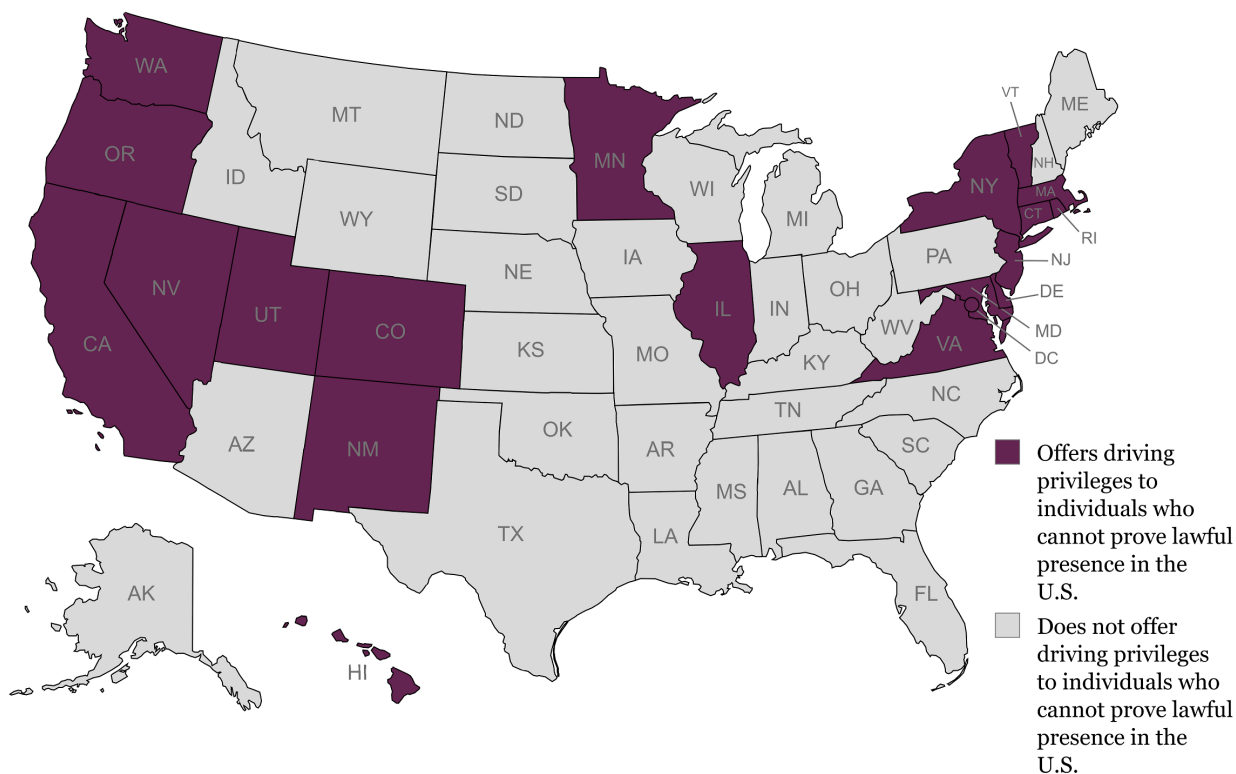 WA
OR
CA
NV
ID
MT
WY
UT
CO
AZ
NM
ND
SD
NE
KS
OK
TX
MN
IA
MO
AR
LA
WI
IL
MI
IN
OH
KY
TN
MS
AL
GA
FL
SC
NC
VA
WV
PA
NY
VT
NH
ME
MA
CT
RI
NJ
DE
MD
DC
AK
HI
Offers driving
privileges to
individuals who
cannot prove lawful
presence in the
U.S.
Does not offer
driving privileges
to individuals who
cannot prove lawful
presence in the
U.S.